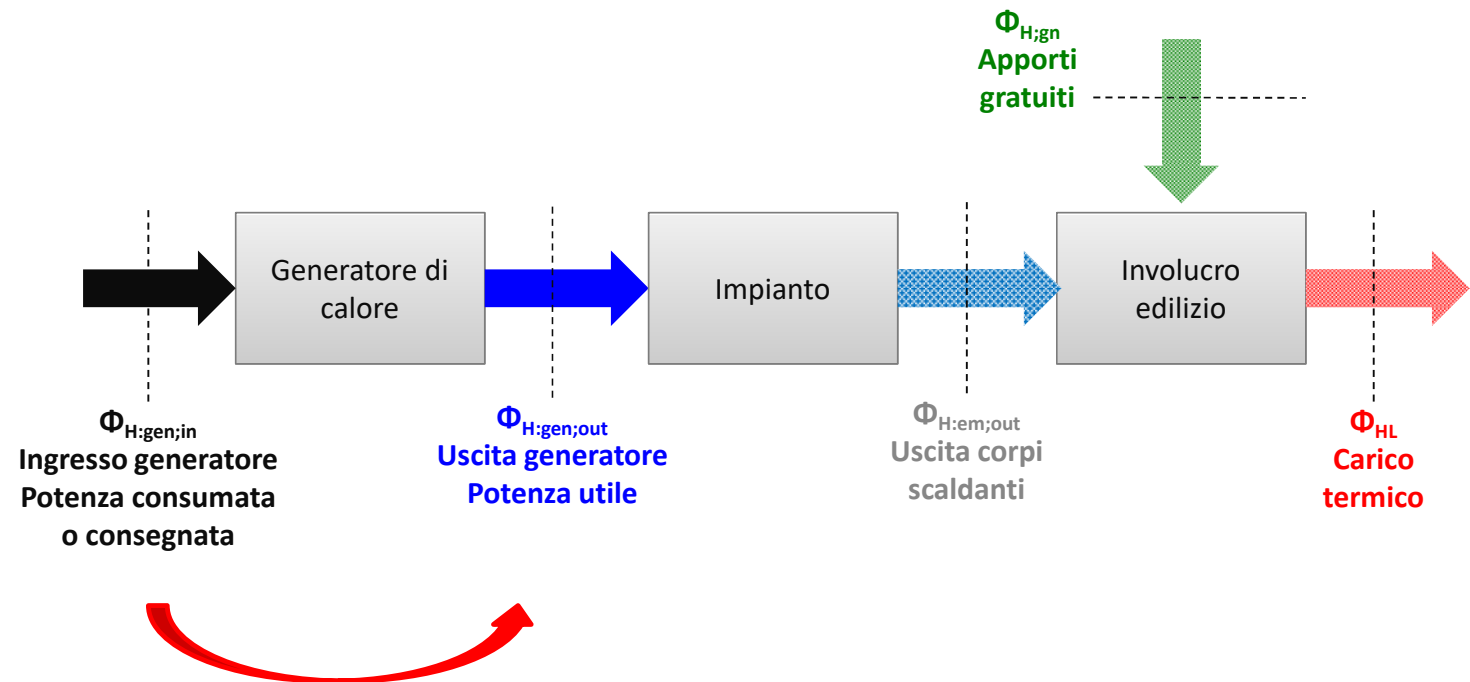 ΦH;gn
Apporti
gratuiti
Generatore di
calore
Impianto
Involucro
edilizio
ΦH:gen;in
Ingresso generatore
Potenza consumata
o consegnata
ΦH:gen;out
Uscita generatore
Potenza utile
ΦH:em;out
Uscita corpi
scaldanti
ΦHL
Carico
termico